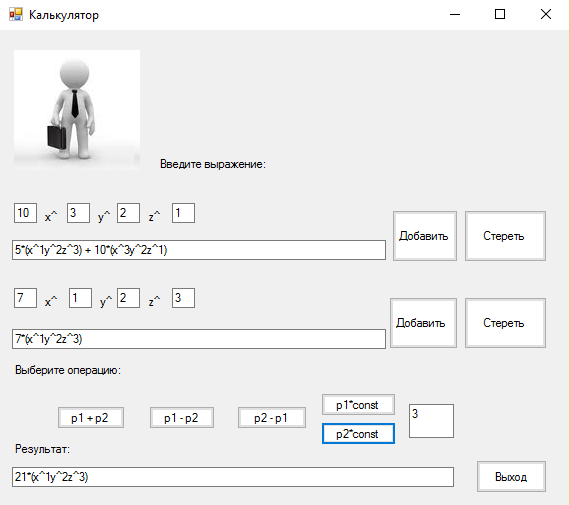 Калькулятор
Введите выражение:
10 x^ 3 y^ 2 z^ 1
Добавить Стереть
5*(x^1y^2z^3) + 10*(x^3y^2z^1)
7 x^ 1 y^ 2 z^ 3
Добавить Стереть
7*(x^1y^2z^3)
Выберите операцию:
p1*const 3
p1 + p2 p1 - p2 p2 - p1
p2*const
Результат:
21*(x^1y^2z^3) Выход